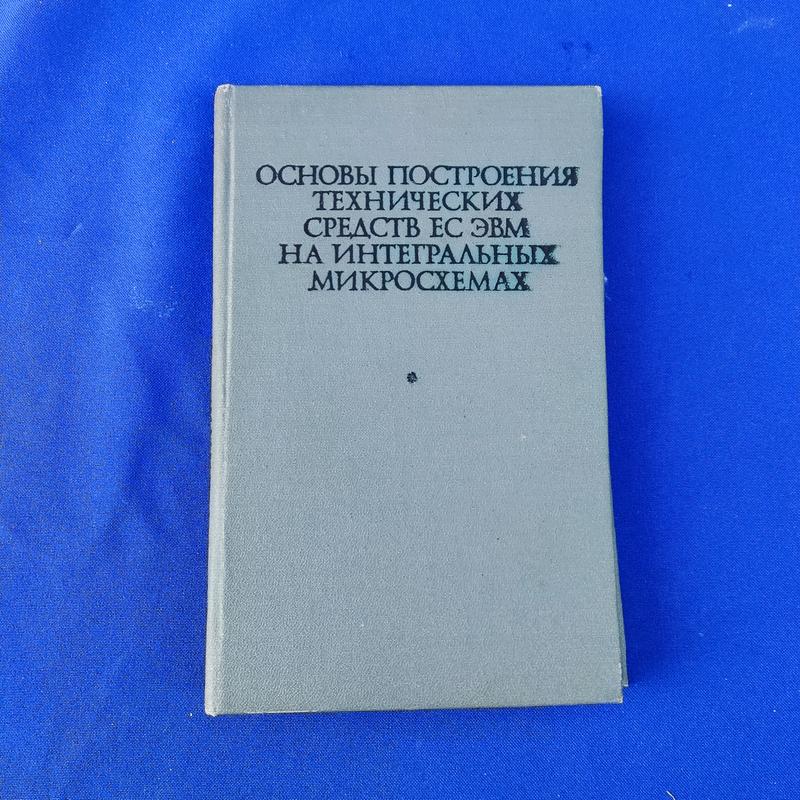 ОСНОВЫ ПОСТРОЕНИЯ
ТЕХНИЧЕСКИХ
СРЕДСТВ ЕС ЭВМ
НА ИНТЕГРАЛЬНЫХ
МИКРОСХЕМАХ